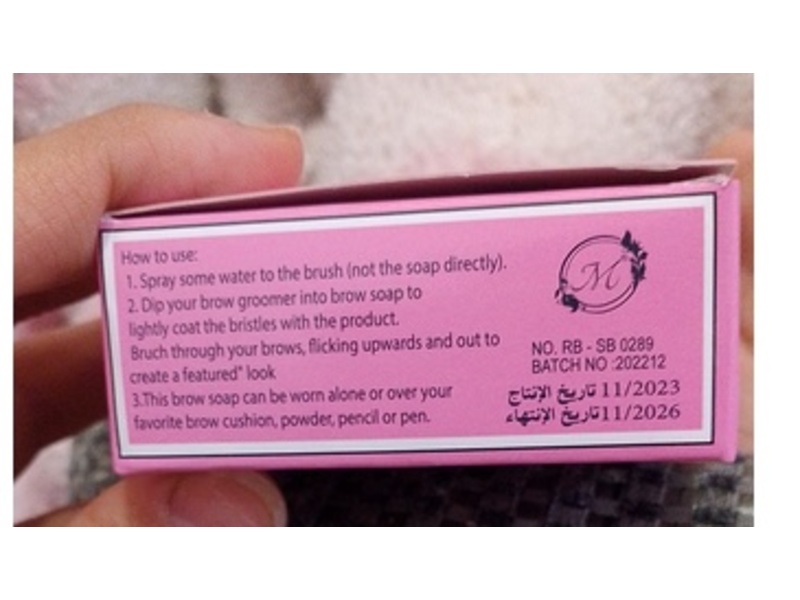 How to use:
1. Spray some water to the brush (not the soap directly).
2. Dip your brow groomer into brow soap to
lightly coat the bristles with the product.
Bruch through your brows, flicking upwards and out to
create a featured" look
3.This brow soap can be worn alone or over your
favorite brow cushion, powder, pencil or pen.
M
NO. RB - SB 0289
BATCH NO :202212
تاريخ الإنتاج 11/2023
تاريخ الإنتهاء 11/2026